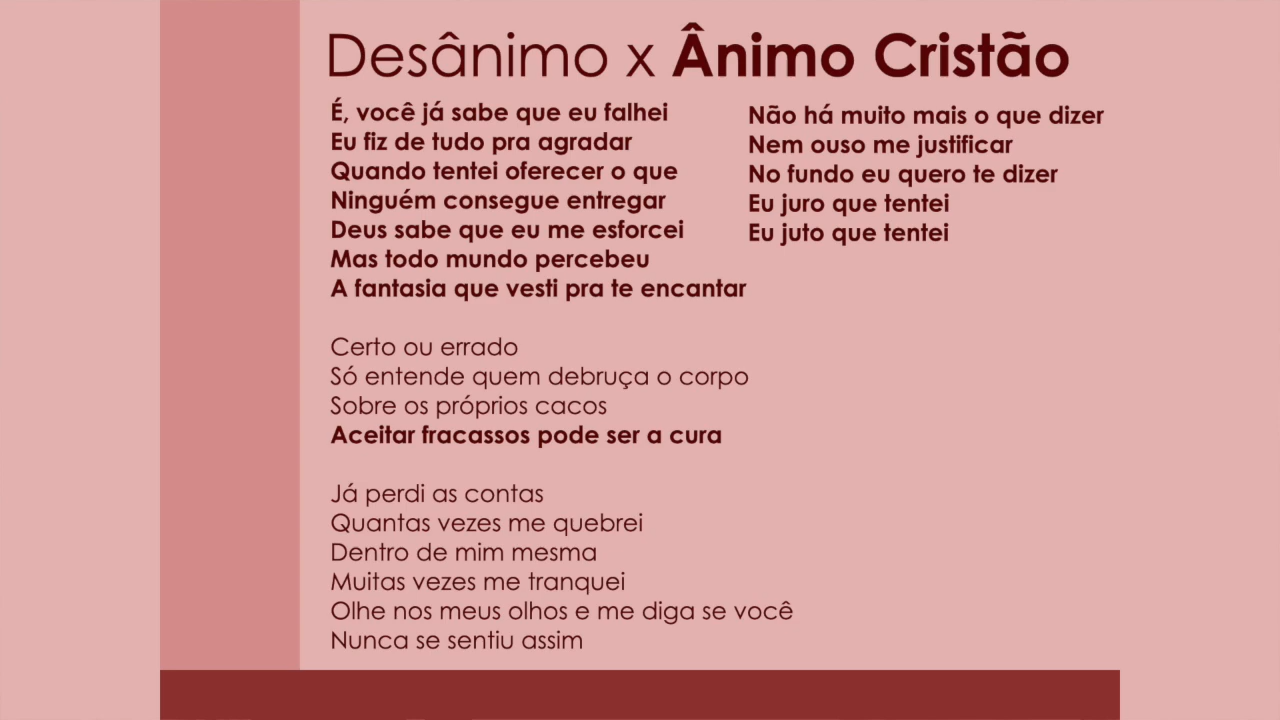 Desânimo x Ânimo Cristão
É, você já sabe que eu falhei
Eu fiz de tudo pra agradar
Quando tentei oferecer o que
Ninguém consegue entregar
Deus sabe que eu me esforcei
Mas todo mundo percebeu
A fantasia que vesti pra te encantar
Certo ou errado
Só entende quem debruça o corpo
Sobre os próprios cacos
Aceitar fracassos pode ser a cura
Já perdi as contas
Quantas vezes me quebrei
Dentro de mim mesma
Muitas vezes me tranquei
Olhe nos meus olhos e me diga se você
Nunca se sentiu assim
Não há muito mais o que dizer
Nem ouso me justificar
No fundo eu quero te dizer
Eu juro que tentei
Eu juto que tentei